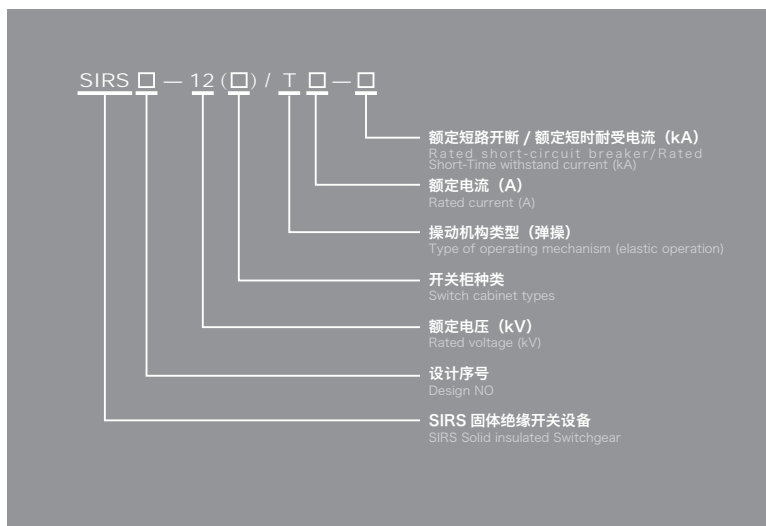 SIRS □ — 12 (□) / T □ — □
额定短路开断 / 额定短时耐受电流（kA）
Rated short-circuit breaker/Rated
Short-Time withstand current (kA)
额定电流（A）
Rated current (A)
操动机构类型（弹操）
Type of operating mechanism (elastic operation)
开关柜种类
Switch cabinet types
额定电压（kV）
Rated voltage (kV)
设计序号
Design NO
SIRS 固体绝缘开关设备
SIRS Solid insulated Switchgear